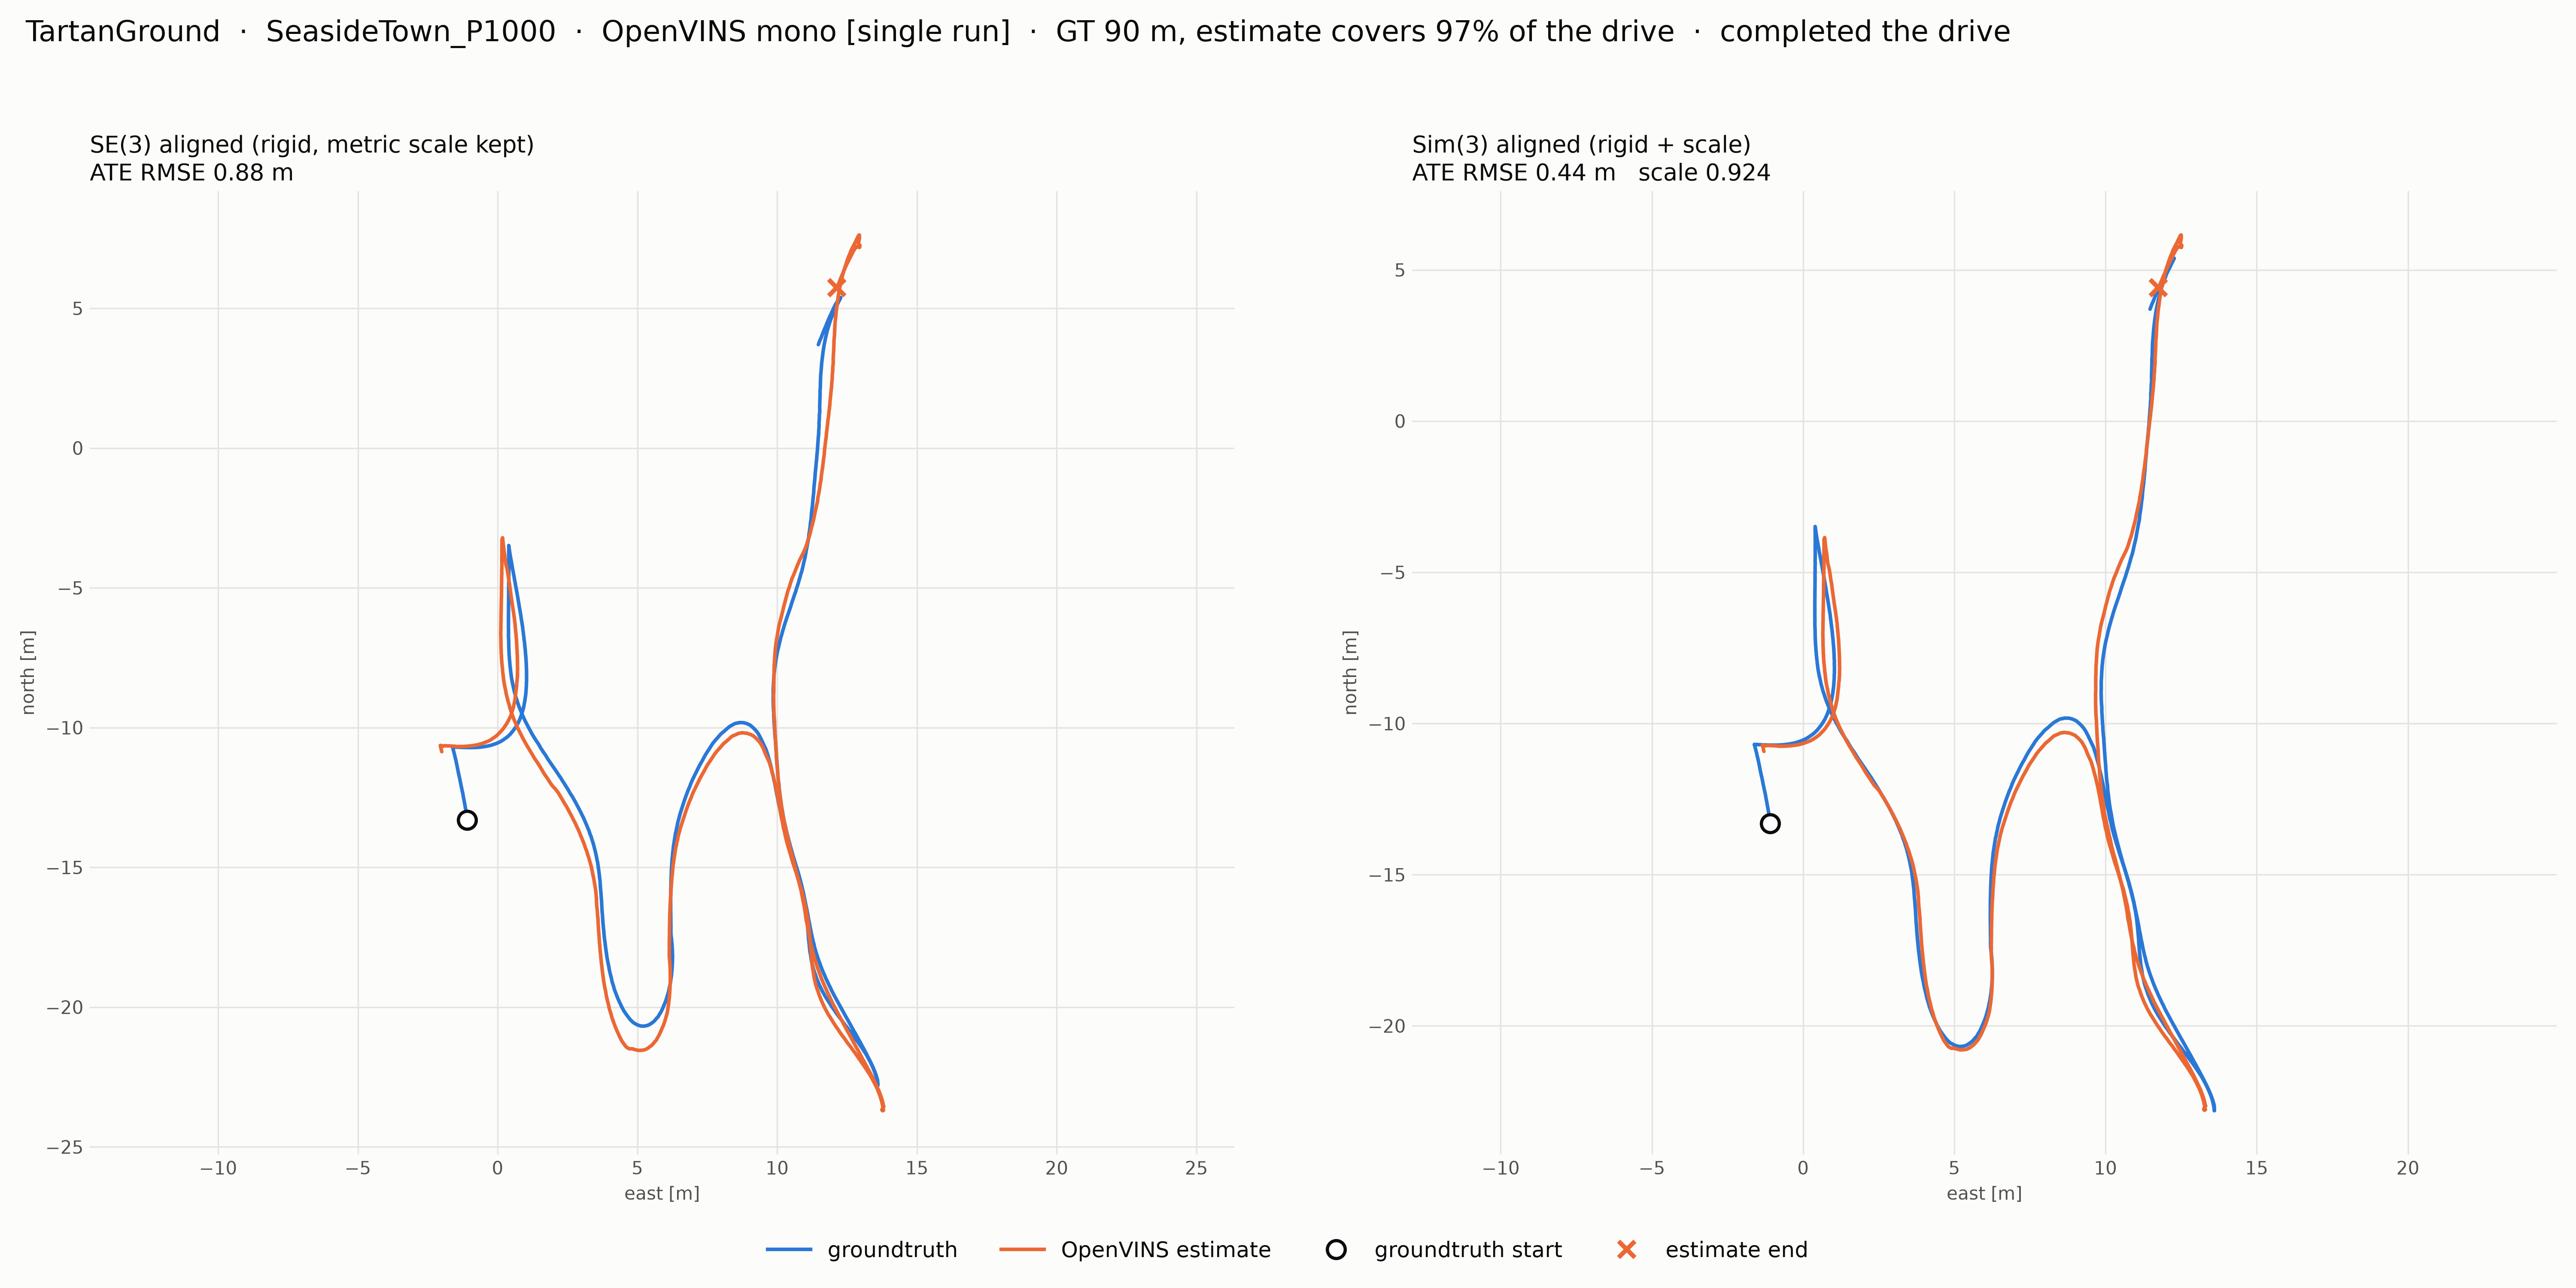 TartanGround · SeasideTown_P1000 · OpenVINS mono [single run] · GT 90 m, estimate covers 97% of the drive · completed the drive
SE(3) aligned (rigid, metric scale kept)
ATE RMSE 0.88 m
5
0
−5
−10
−15
−20
−25
north [m]
−10 −5 0 5 10 15 20 25
east [m]
Sim(3) aligned (rigid + scale)
ATE RMSE 0.44 m scale 0.924
5
0
−5
−10
−15
−20
north [m]
−10 −5 0 5 10 15 20
east [m]
groundtruth OpenVINS estimate groundtruth start estimate end